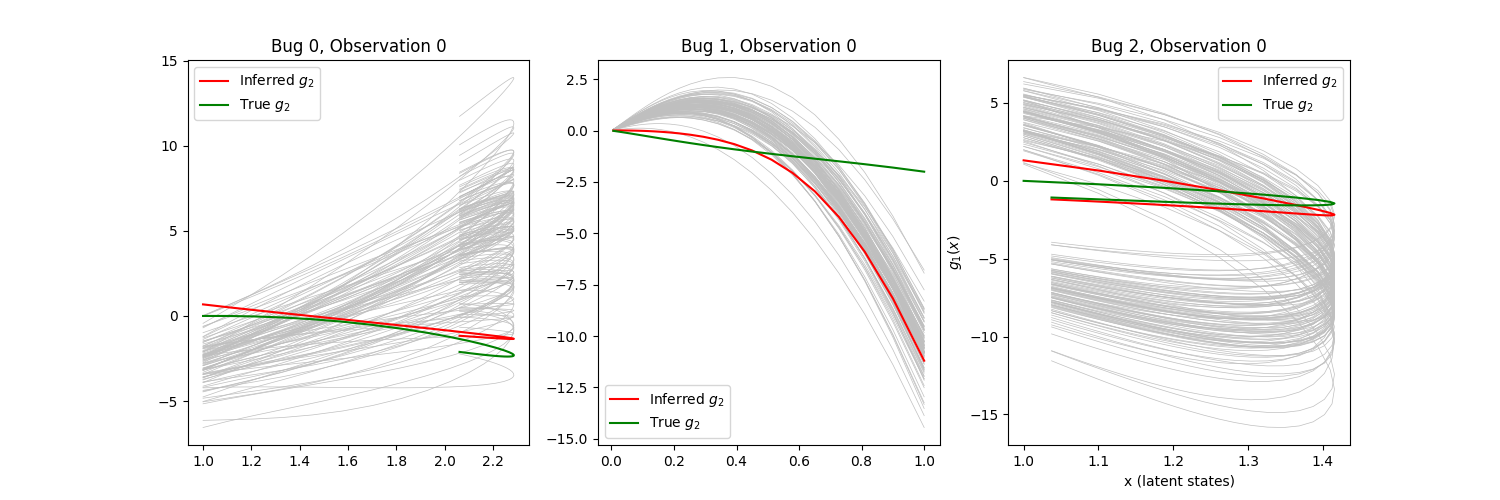 Bug 0, Observation 0
Inferred g₂
True g₂
15
10
5
0
−5
1.0 1.2 1.4 1.6 1.8 2.0 2.2
Bug 1, Observation 0
2.5
0.0
−2.5
−5.0
−7.5
−10.0
−12.5
−15.0
Inferred g₂
True g₂
0.0 0.2 0.4 0.6 0.8 1.0
Bug 2, Observation 0
Inferred g₂
True g₂
g₁(x)
5
0
−5
−10
−15
1.0 1.1 1.2 1.3 1.4
x (latent states)